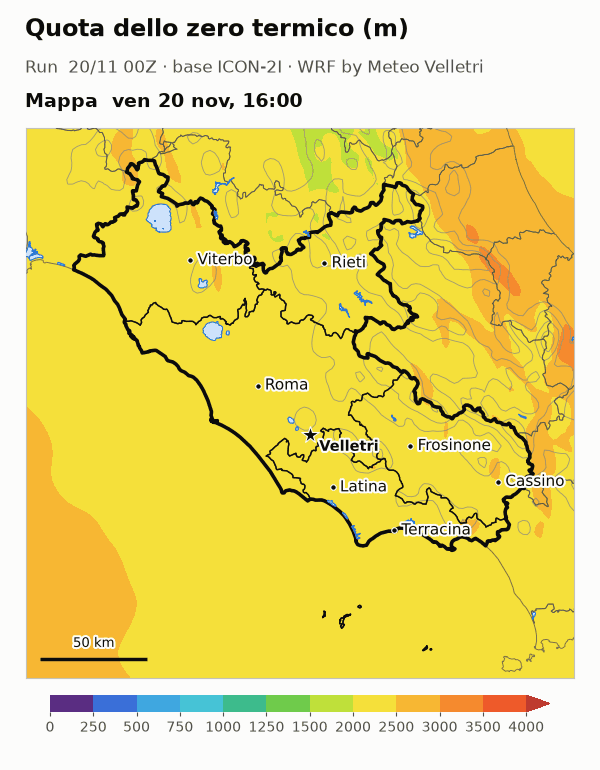 Quota dello zero termico (m)
Run  20/11 00Z · base ICON-2I · WRF by Meteo Velletri
Mappa  ven 20 nov, 16:00
Viterbo
Rieti
Roma
Velletri
Frosinone
Cassino
Latina
Terracina
50 km
0 250 500 750 1000 1250 1500 2000 2500 3000 3500 4000